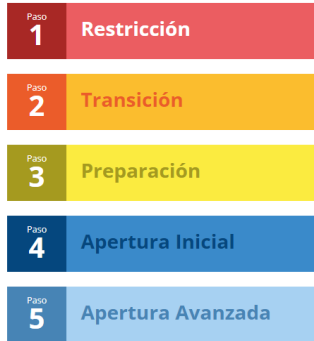 Paso
1
Restricción
Paso
2
Transición
Paso
3
Preparación
Paso
4
Apertura Inicial
Paso
5
Apertura Avanzada